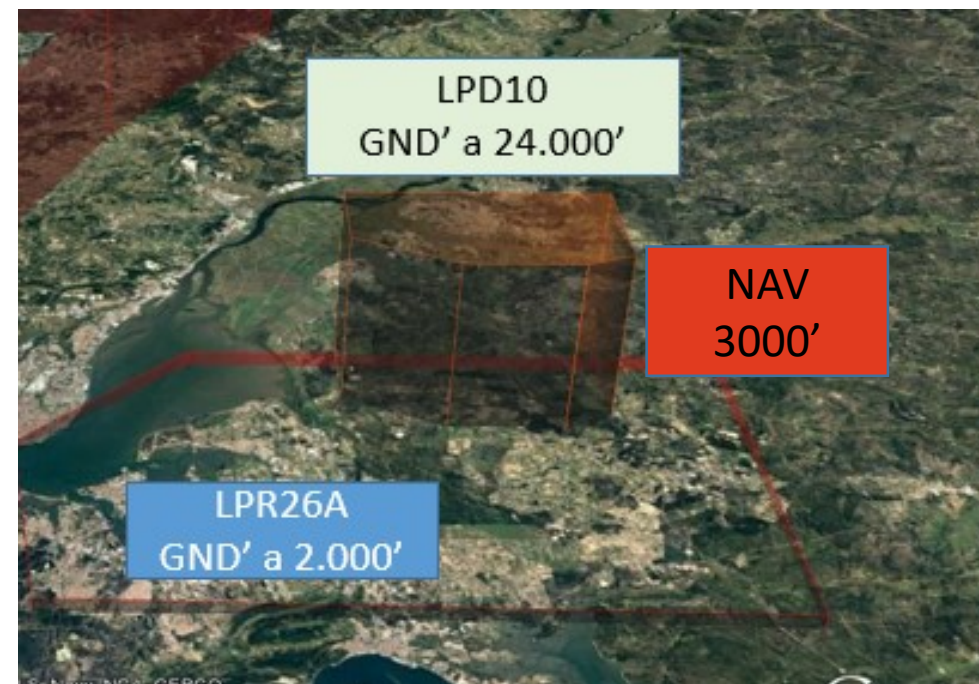 LPD10
GND’ a 24.000’
NAV
3000’
LPR26A
GND’ a 2.000’